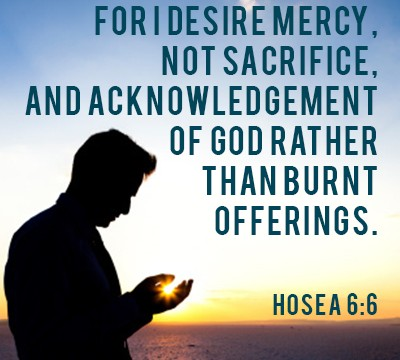 FOR I DESIRE MERCY,
NOT SACRIFICE,
AND ACKNOWLEDGEMENT
OF GOD RATHER
THAN BURNT
OFFERINGS.
HOSEA 6:6